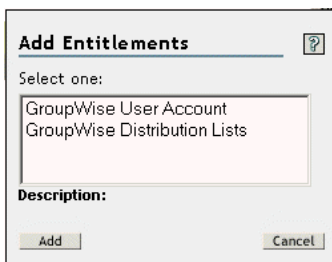 Add Entitlements
?
Select one:
GroupWise User Account
GroupWise Distribution Lists
Description:
Add
Cancel